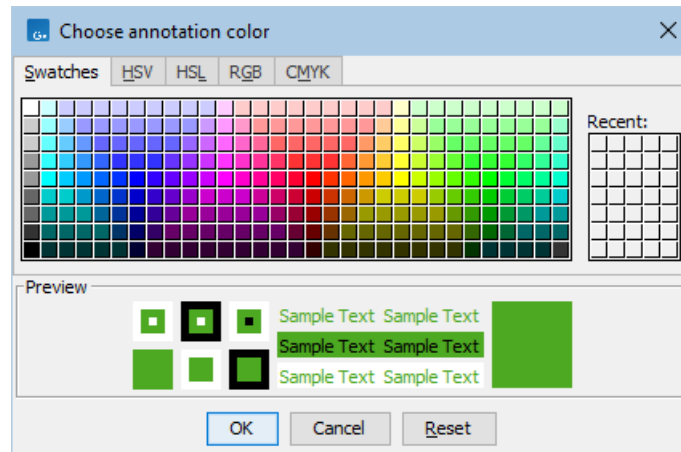 G. Choose annotation color
Swatches HSV HSL RGB CMYK
Recent:
Preview
Sample Text Sample Text
Sample Text Sample Text
Sample Text Sample Text
OK Cancel Reset